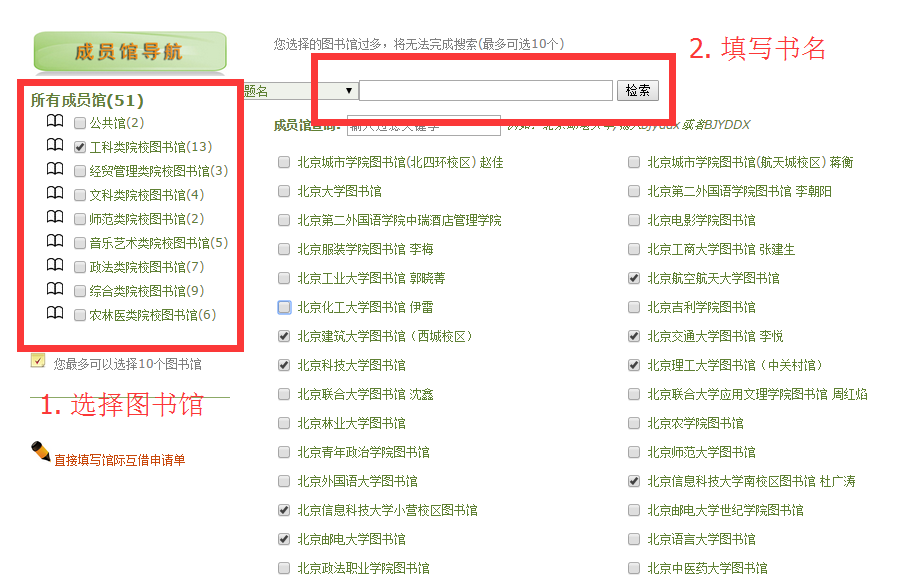 您选择的图书馆过多，将无法完成搜索(最多可选10个)
2. 填写书名
成员馆导航
题名
检索
所有成员馆(51)
公共馆(2)
工科类院校图书馆(13)
经贸管理类院校图书馆(3)
文科类院校图书馆(4)
师范类院校图书馆(2)
音乐艺术类院校图书馆(5)
政法类院校图书馆(7)
综合类院校图书馆(9)
农林医类院校图书馆(6)
您最多可以选择10个图书馆
1. 选择图书馆
直接填写馆际互借申请单
成员馆查询:
北京城市学院图书馆(北四环校区) 赵佳
北京城市学院图书馆(航天城校区) 蒋衡
北京大学图书馆
北京第二外国语学院图书馆 李朝阳
北京第二外国语学院中瑞酒店管理学院
北京电影学院图书馆
北京服装学院图书馆 李梅
北京工商大学图书馆 张建生
北京工业大学图书馆 郭晓菁
北京航空航天大学图书馆
北京化工大学图书馆 伊雷
北京吉利学院图书馆
北京建筑大学图书馆（西城校区）
北京交通大学图书馆 李悦
北京科技大学图书馆
北京理工大学图书馆（中关村馆）
北京联合大学图书馆 沈鑫
北京联合大学应用文理学院图书馆 周红焰
北京林业大学图书馆
北京农学院图书馆
北京青年政治学院图书馆
北京师范大学图书馆
北京外国语大学图书馆
北京信息科技大学南校区图书馆 杜广涛
北京信息科技大学小营校区图书馆
北京邮电大学世纪学院图书馆
北京邮电大学图书馆
北京语言大学图书馆
北京政法职业学院图书馆
北京中医药大学图书馆